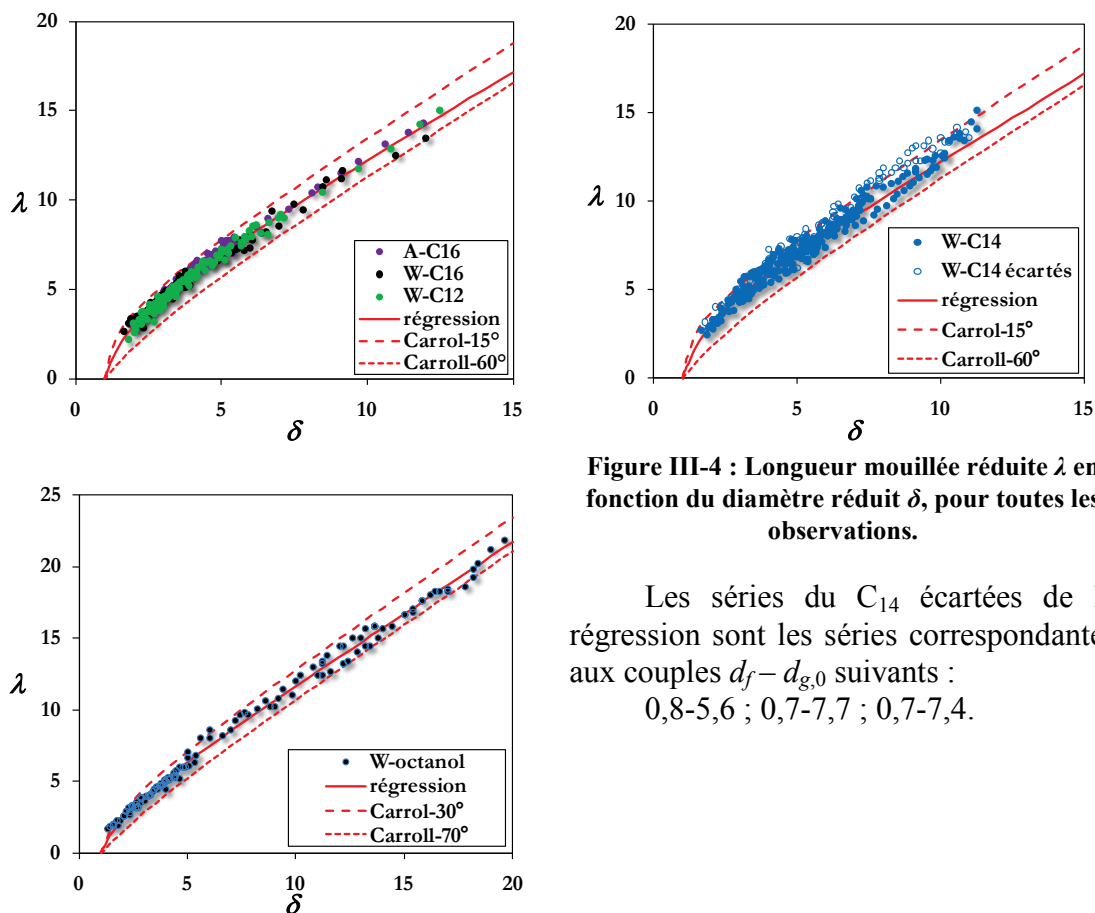 20
15
10
5
0
λ
0
5
10
15
δ
A-C16
W-C16
W-C12
régression
Carrol-15°
Carroll-60°
20
15
10
5
0
λ
0
5
10
15
δ
W-C14
W-C14 écartés
régression
Carrol-15°
Carroll-60°
Figure III-4 : Longueur mouillée réduite λ en
fonction du diamètre réduit δ, pour toutes les
observations.
25
20
15
10
5
0
λ
0
5
10
15
20
δ
W-octanol
régression
Carrol-30°
Carroll-70°
Les séries du C₁₄ écartées de
régression sont les séries correspondante
aux couples d_f – d_g,0 suivants :
0,8-5,6 ; 0,7-7,7 ; 0,7-7,4.